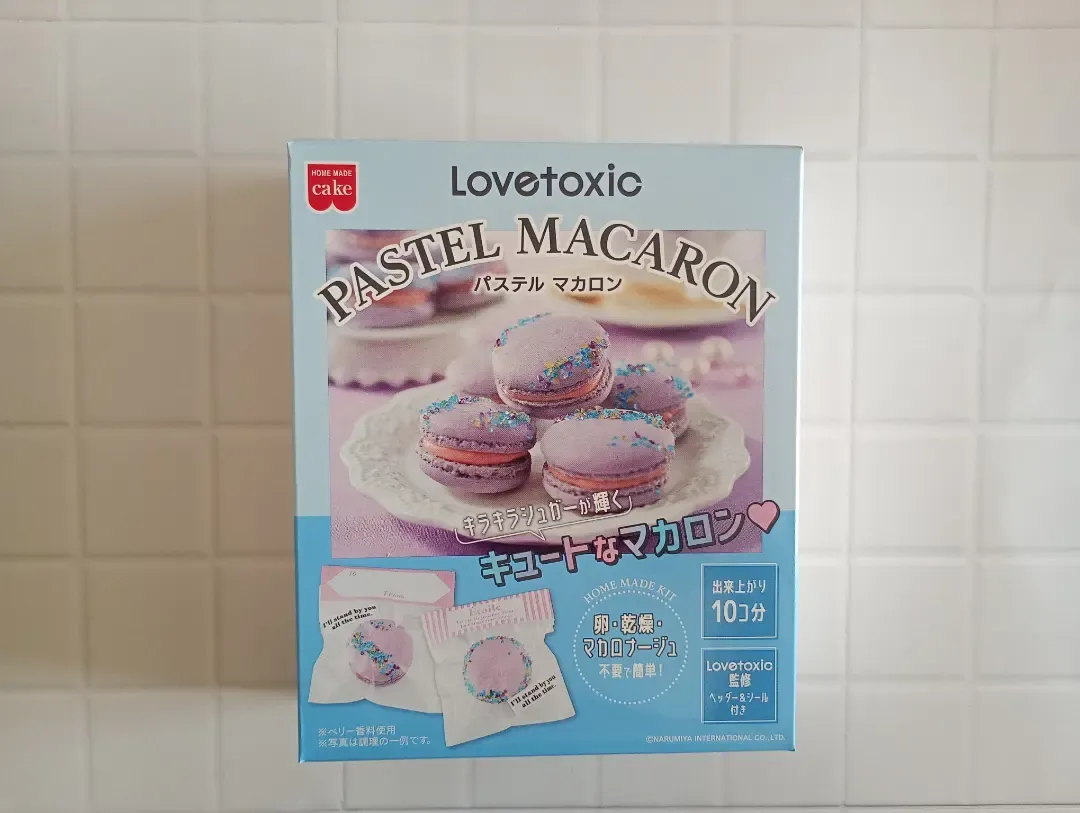 HOME MADE
cake
Lovetoxic
PASTEL MACARON
パステル マカロン
キラキラシュガーが輝く
キュートなマカロン
To
From
I'll stand by you
all the time.
Etoile
I'll stand by you
all the time.
HOME MADE KIT
卵・乾燥・
マカロナージュ
不要で簡単!
出来上がり
10コ分
Lovetoxic
監修
ヘッダー&シール
付き
※ベリー香料使用
※写真は調理の一例です。
©NARUMIYA INTERNATIONAL CO.,LTD.